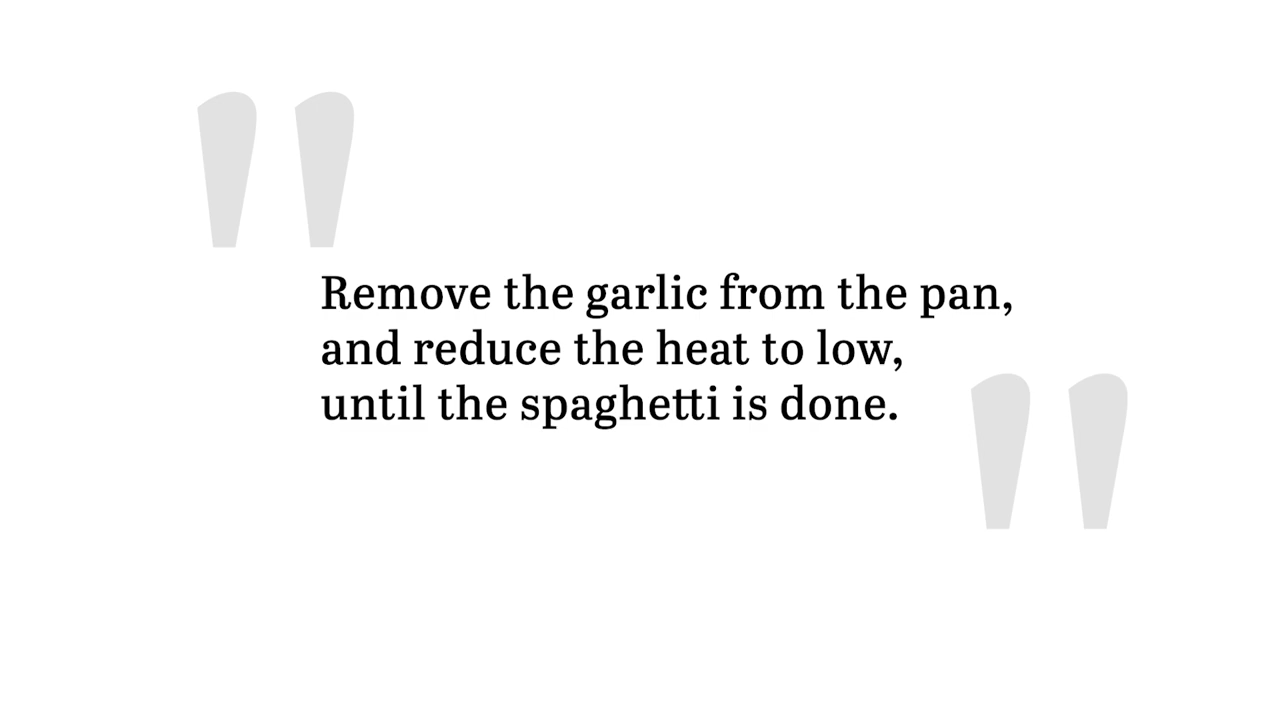 "
Remove the garlic from the pan,
and reduce the heat to low,
until the spaghetti is done.
"